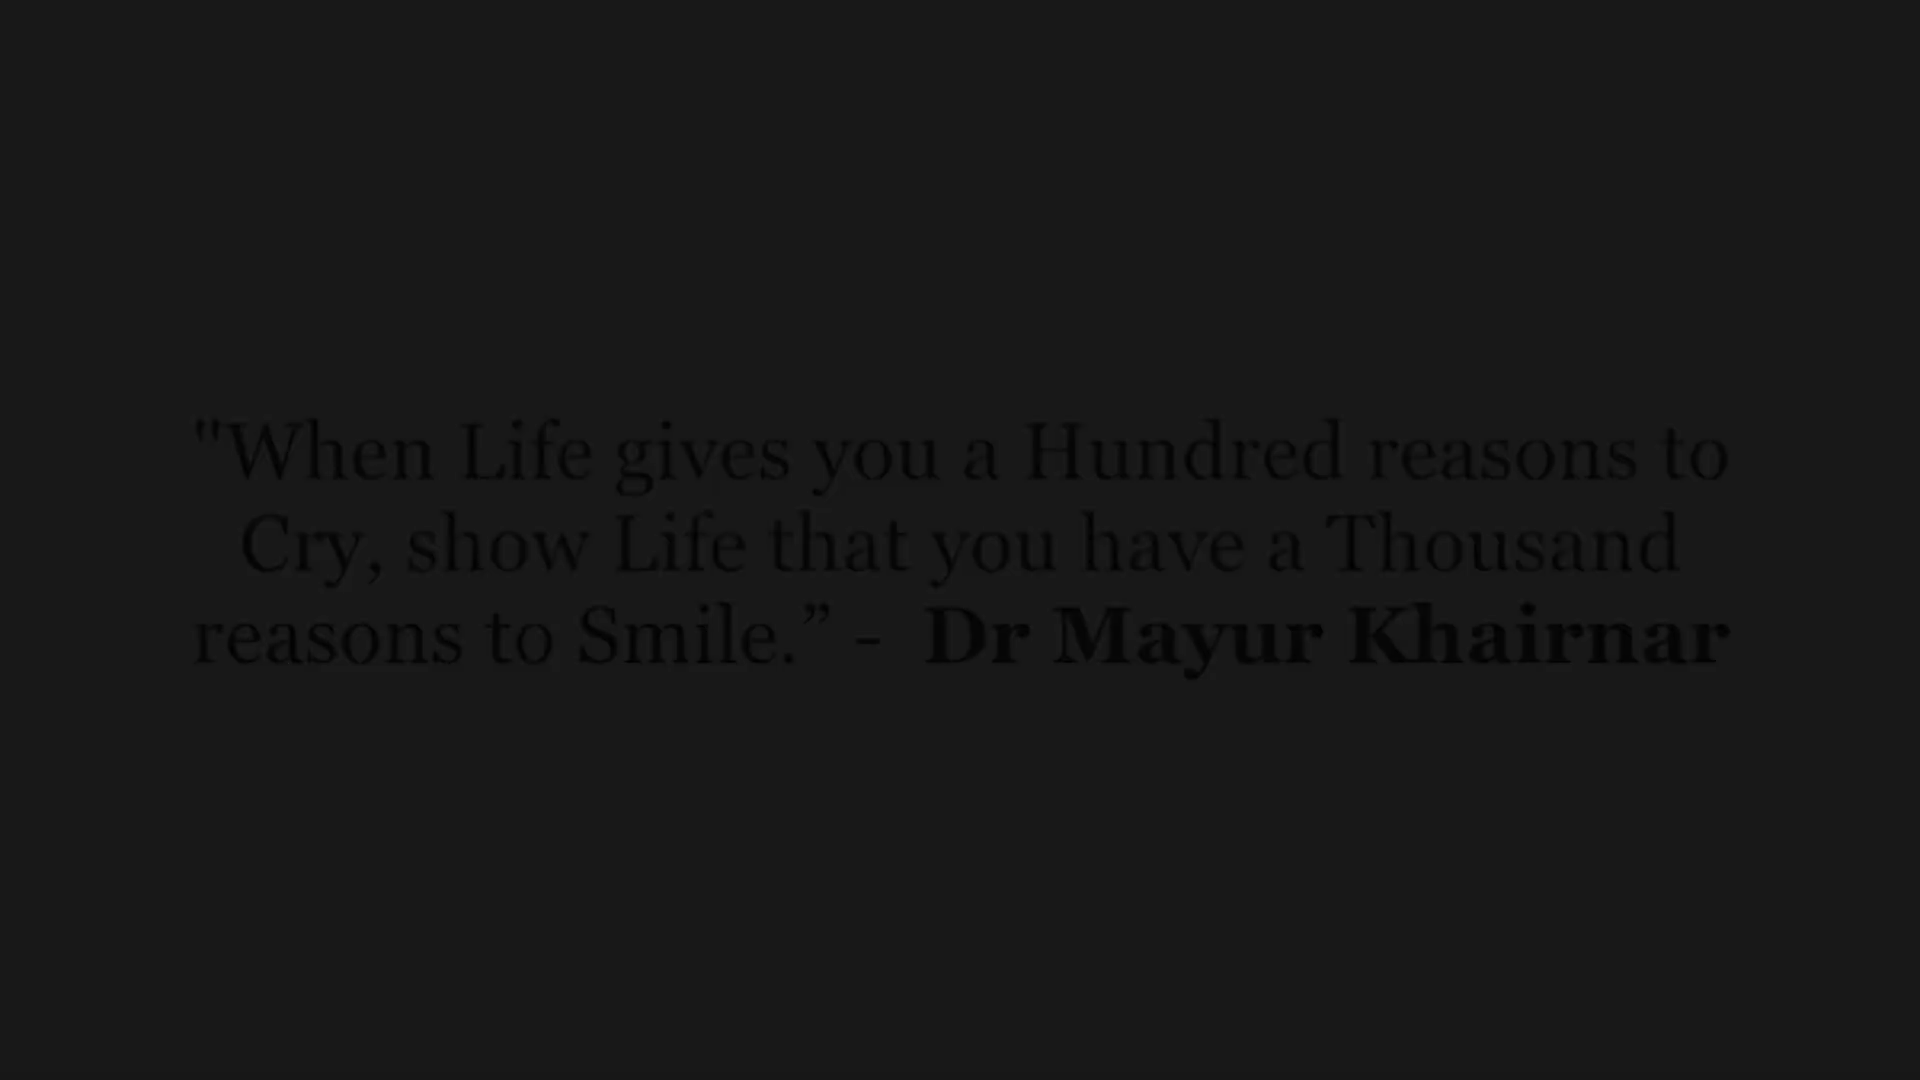 "When Life gives you a Hundred reasons to
Cry, show Life that you have a Thousand
reasons to Smile.” - Dr Mayur Khairnar